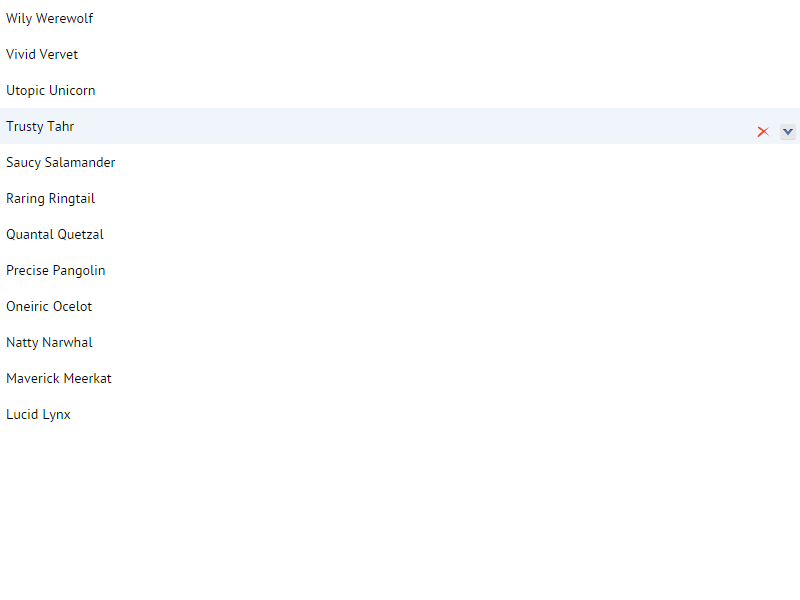 Wily Werewolf
Vivid Vervet
Utopic Unicorn
Trusty Tahr
Saucy Salamander
Raring Ringtail
Quantal Quetzal
Precise Pangolin
Oneiric Ocelot
Natty Narwhal
Maverick Meerkat
Lucid Lynx